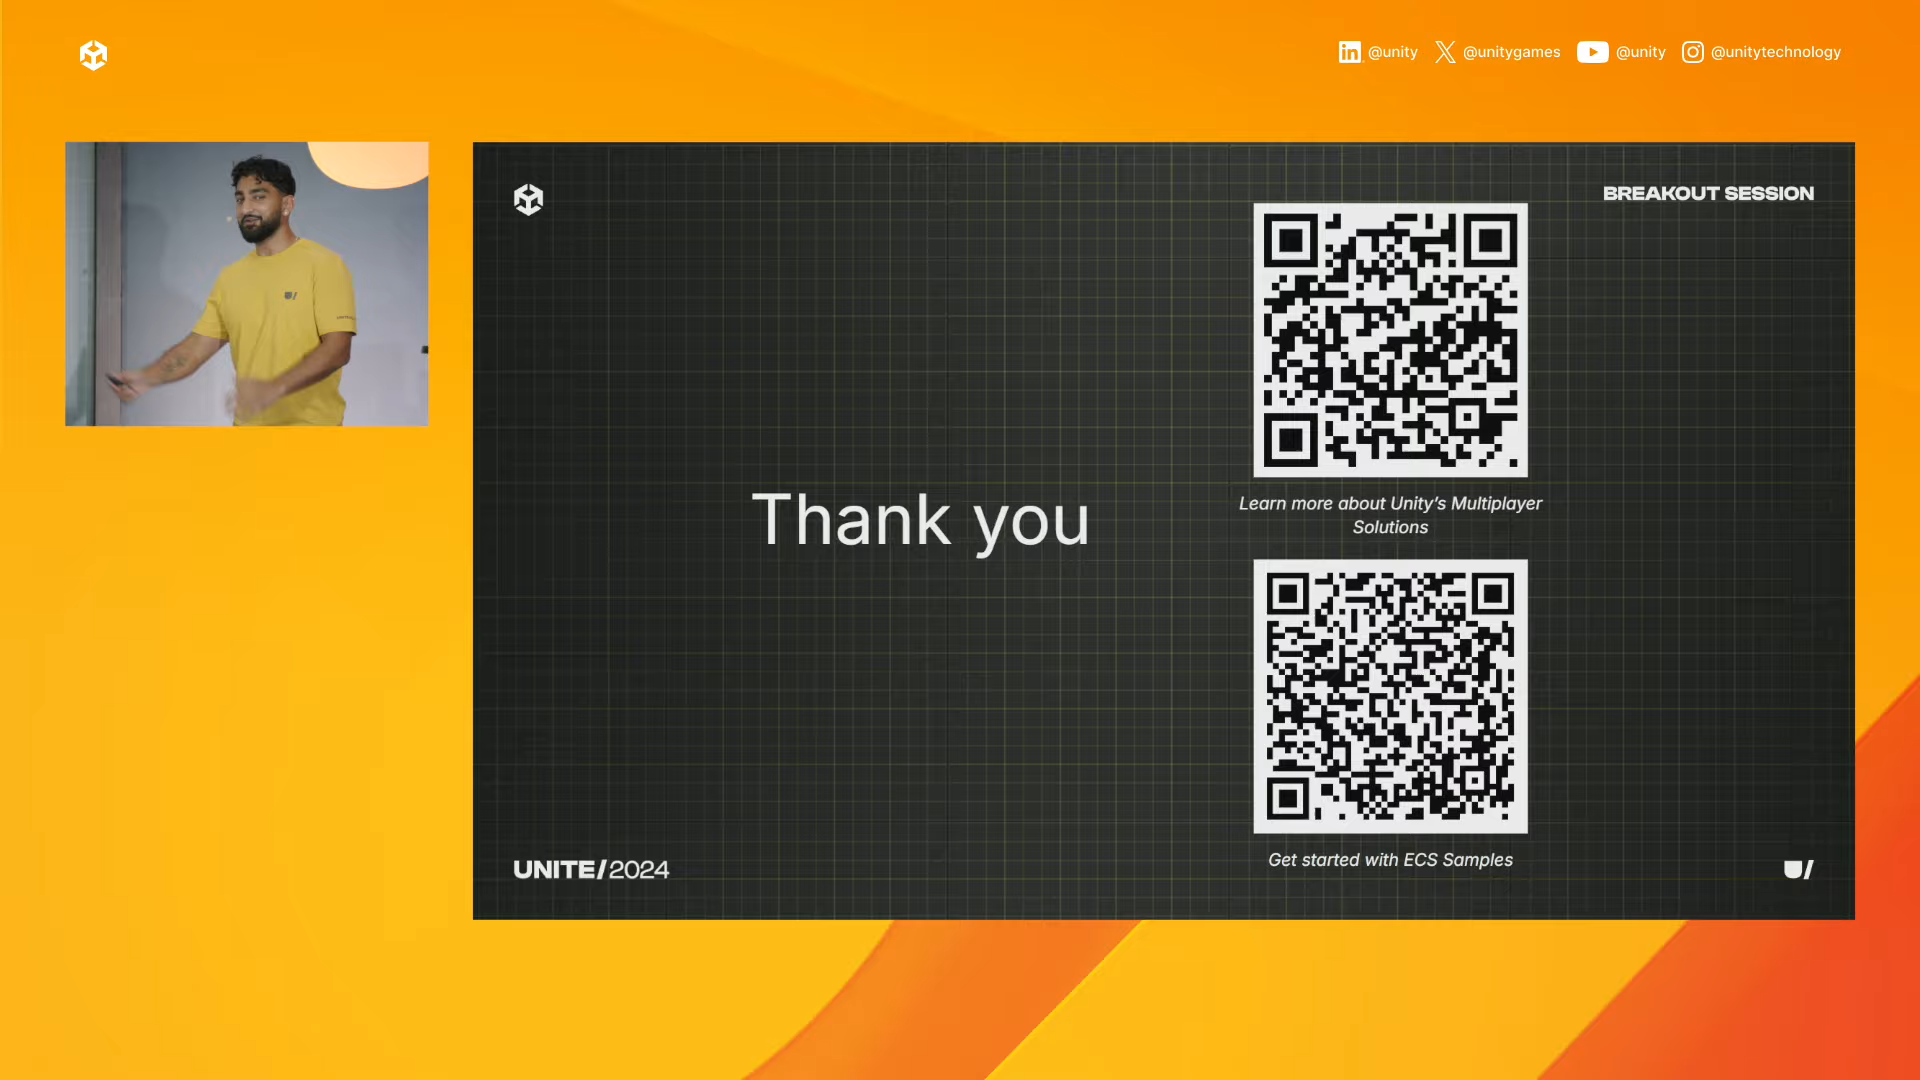 @unity
@unitygames
@unity
@unitytechnology
BREAKOUT SESSION
Thank you
Learn more about Unity’s Multiplayer
Solutions
Get started with ECS Samples
UNITE/2024
U/